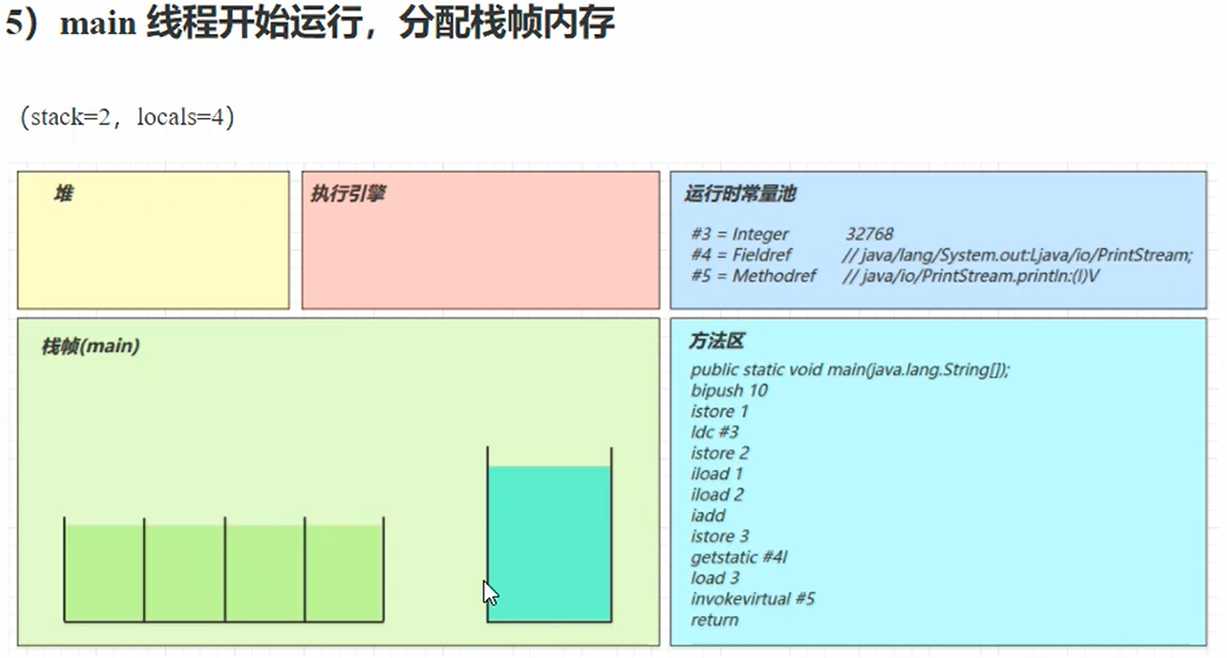 5）main 线程开始运行，分配栈帧内存
（stack=2，locals=4）
堆
执行引擎
运行时常量池
#3 = Integer 32768
#4 = Fieldref // java/lang/System.out:Ljava/io/PrintStream;
#5 = Methodref // java/io/PrintStream.println:(I)V
栈帧(main)
方法区
public static void main(java.lang.String[]);
bipush 10
istore 1
ldc #3
istore 2
iload 1
iload 2
iadd
istore 3
getstatic #4I
load 3
invokevirtual #5
return